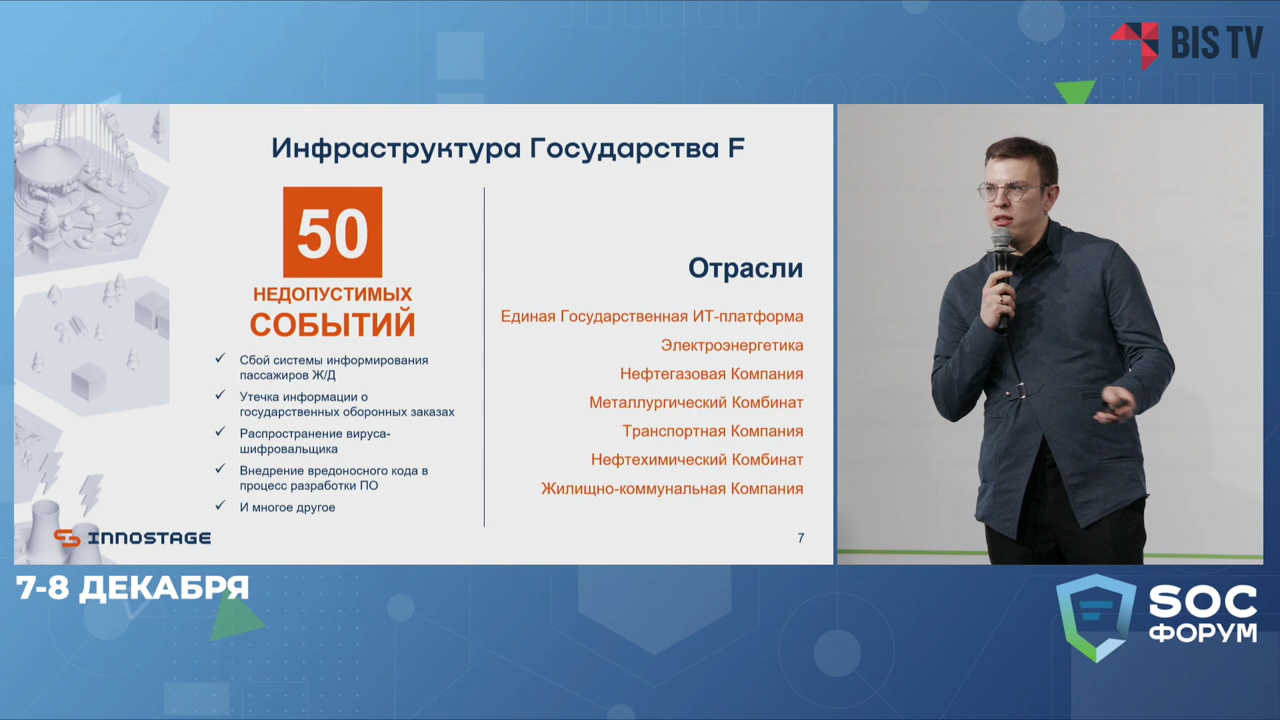 BIS TV
Инфраструктура Государства F
50
НЕДОПУСТИМЫХ
СОБЫТИЙ
✓ Сбой системы информирования
пассажиров Ж/Д
✓ Утечка информации о
государственных оборонных заказах
✓ Распространение вируса-
шифровальщика
✓ Внедрение вредоносного кода в
процесс разработки ПО
✓ И многое другое
Отрасли
Единая Государственная ИТ-платформа
Электроэнергетика
Нефтегазовая Компания
Металлургический Комбинат
Транспортная Компания
Нефтехимический Комбинат
Жилищно-коммунальная Компания
INNOSTAGE
7
7-8 ДЕКАБРЯ
SOC
ФОРУМ